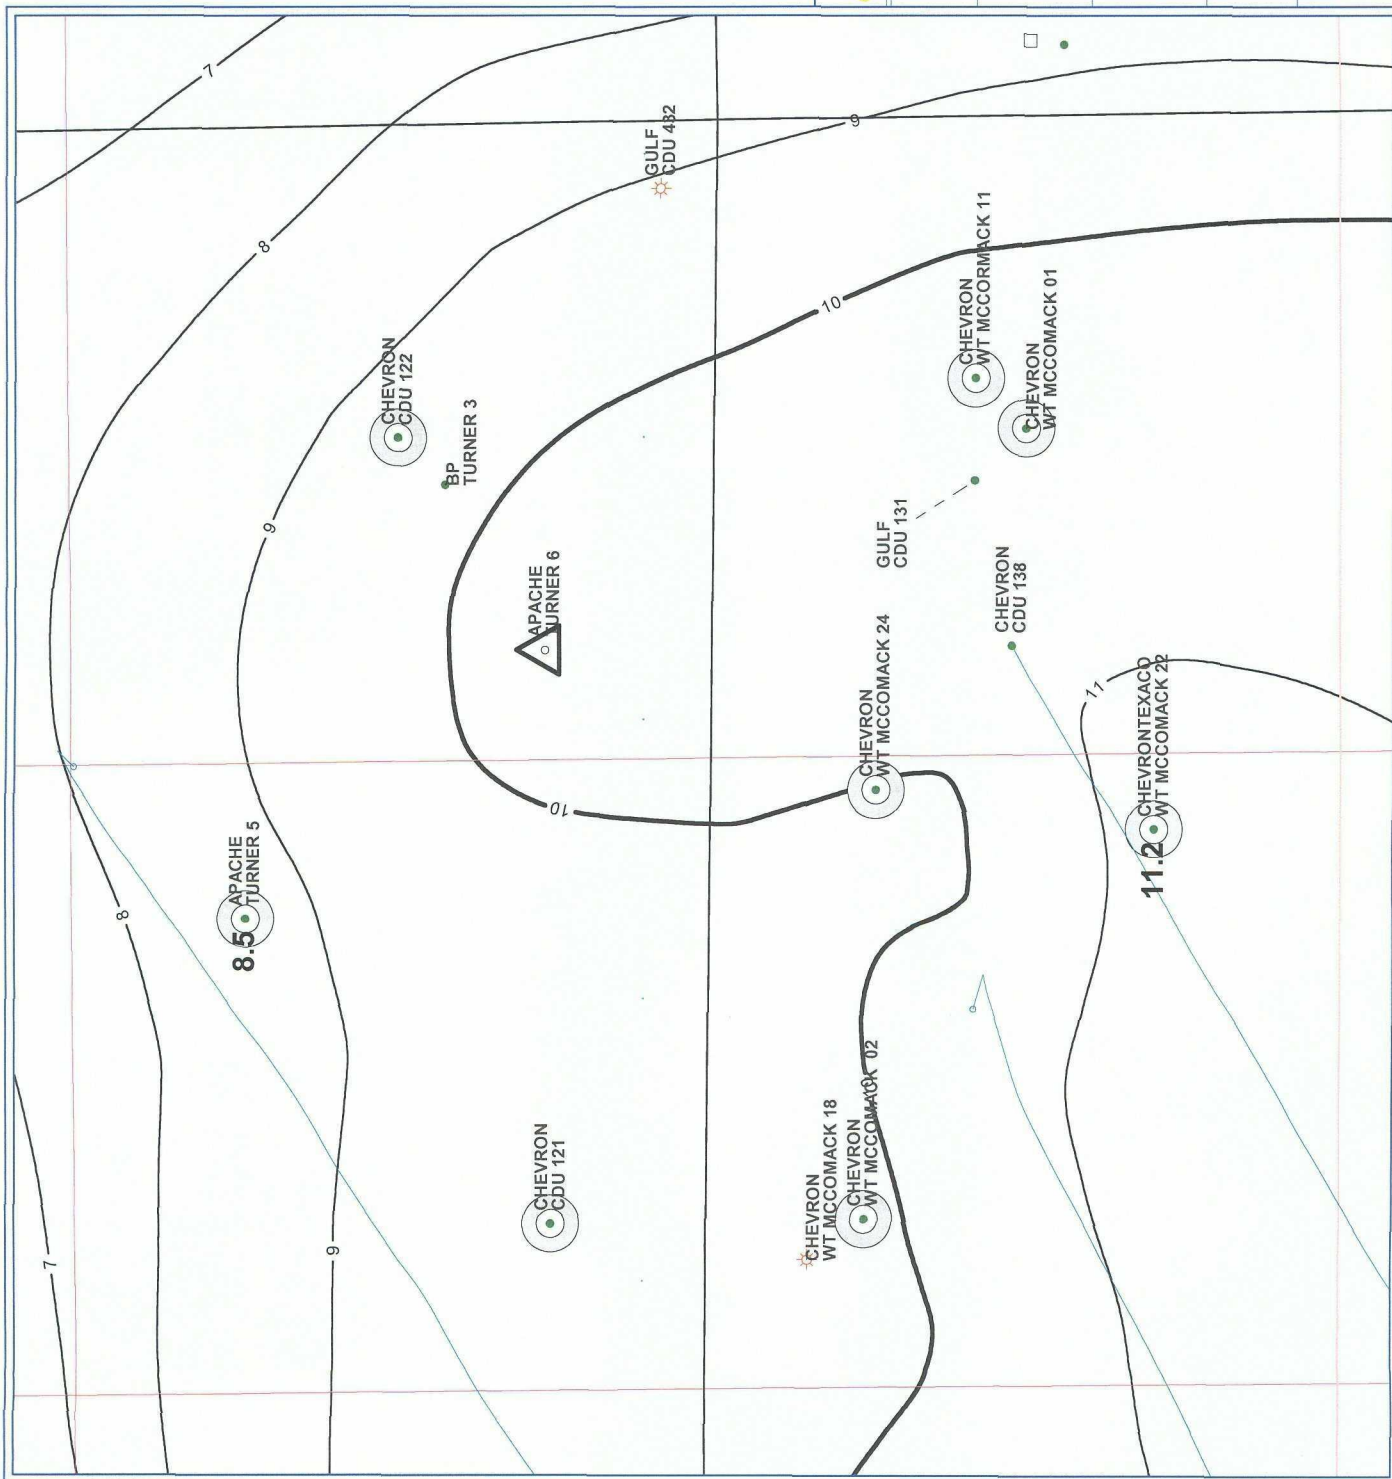 7
8
GULF
CDU 482
9
CHEVRON
WT MCCORMACK 11
10
CHEVRON
WT MCCOMACK 01
CHEVRON
CDU 122
BP
TURNER 3
9
GULF
CDU 131
APACHE
TURNER 6
CHEVRON
CDU 138
CHEVRON
WT MCCOMACK 24
11
CHEVRONTEXACO
WT MCCOMACK 22
11.2
10
APACHE
TURNER 5
8.5
8
CHEVRON
CDU 121
CHEVRON
WT MCCOMACK 18
CHEVRON
WT MCCOMACK 02
7
9